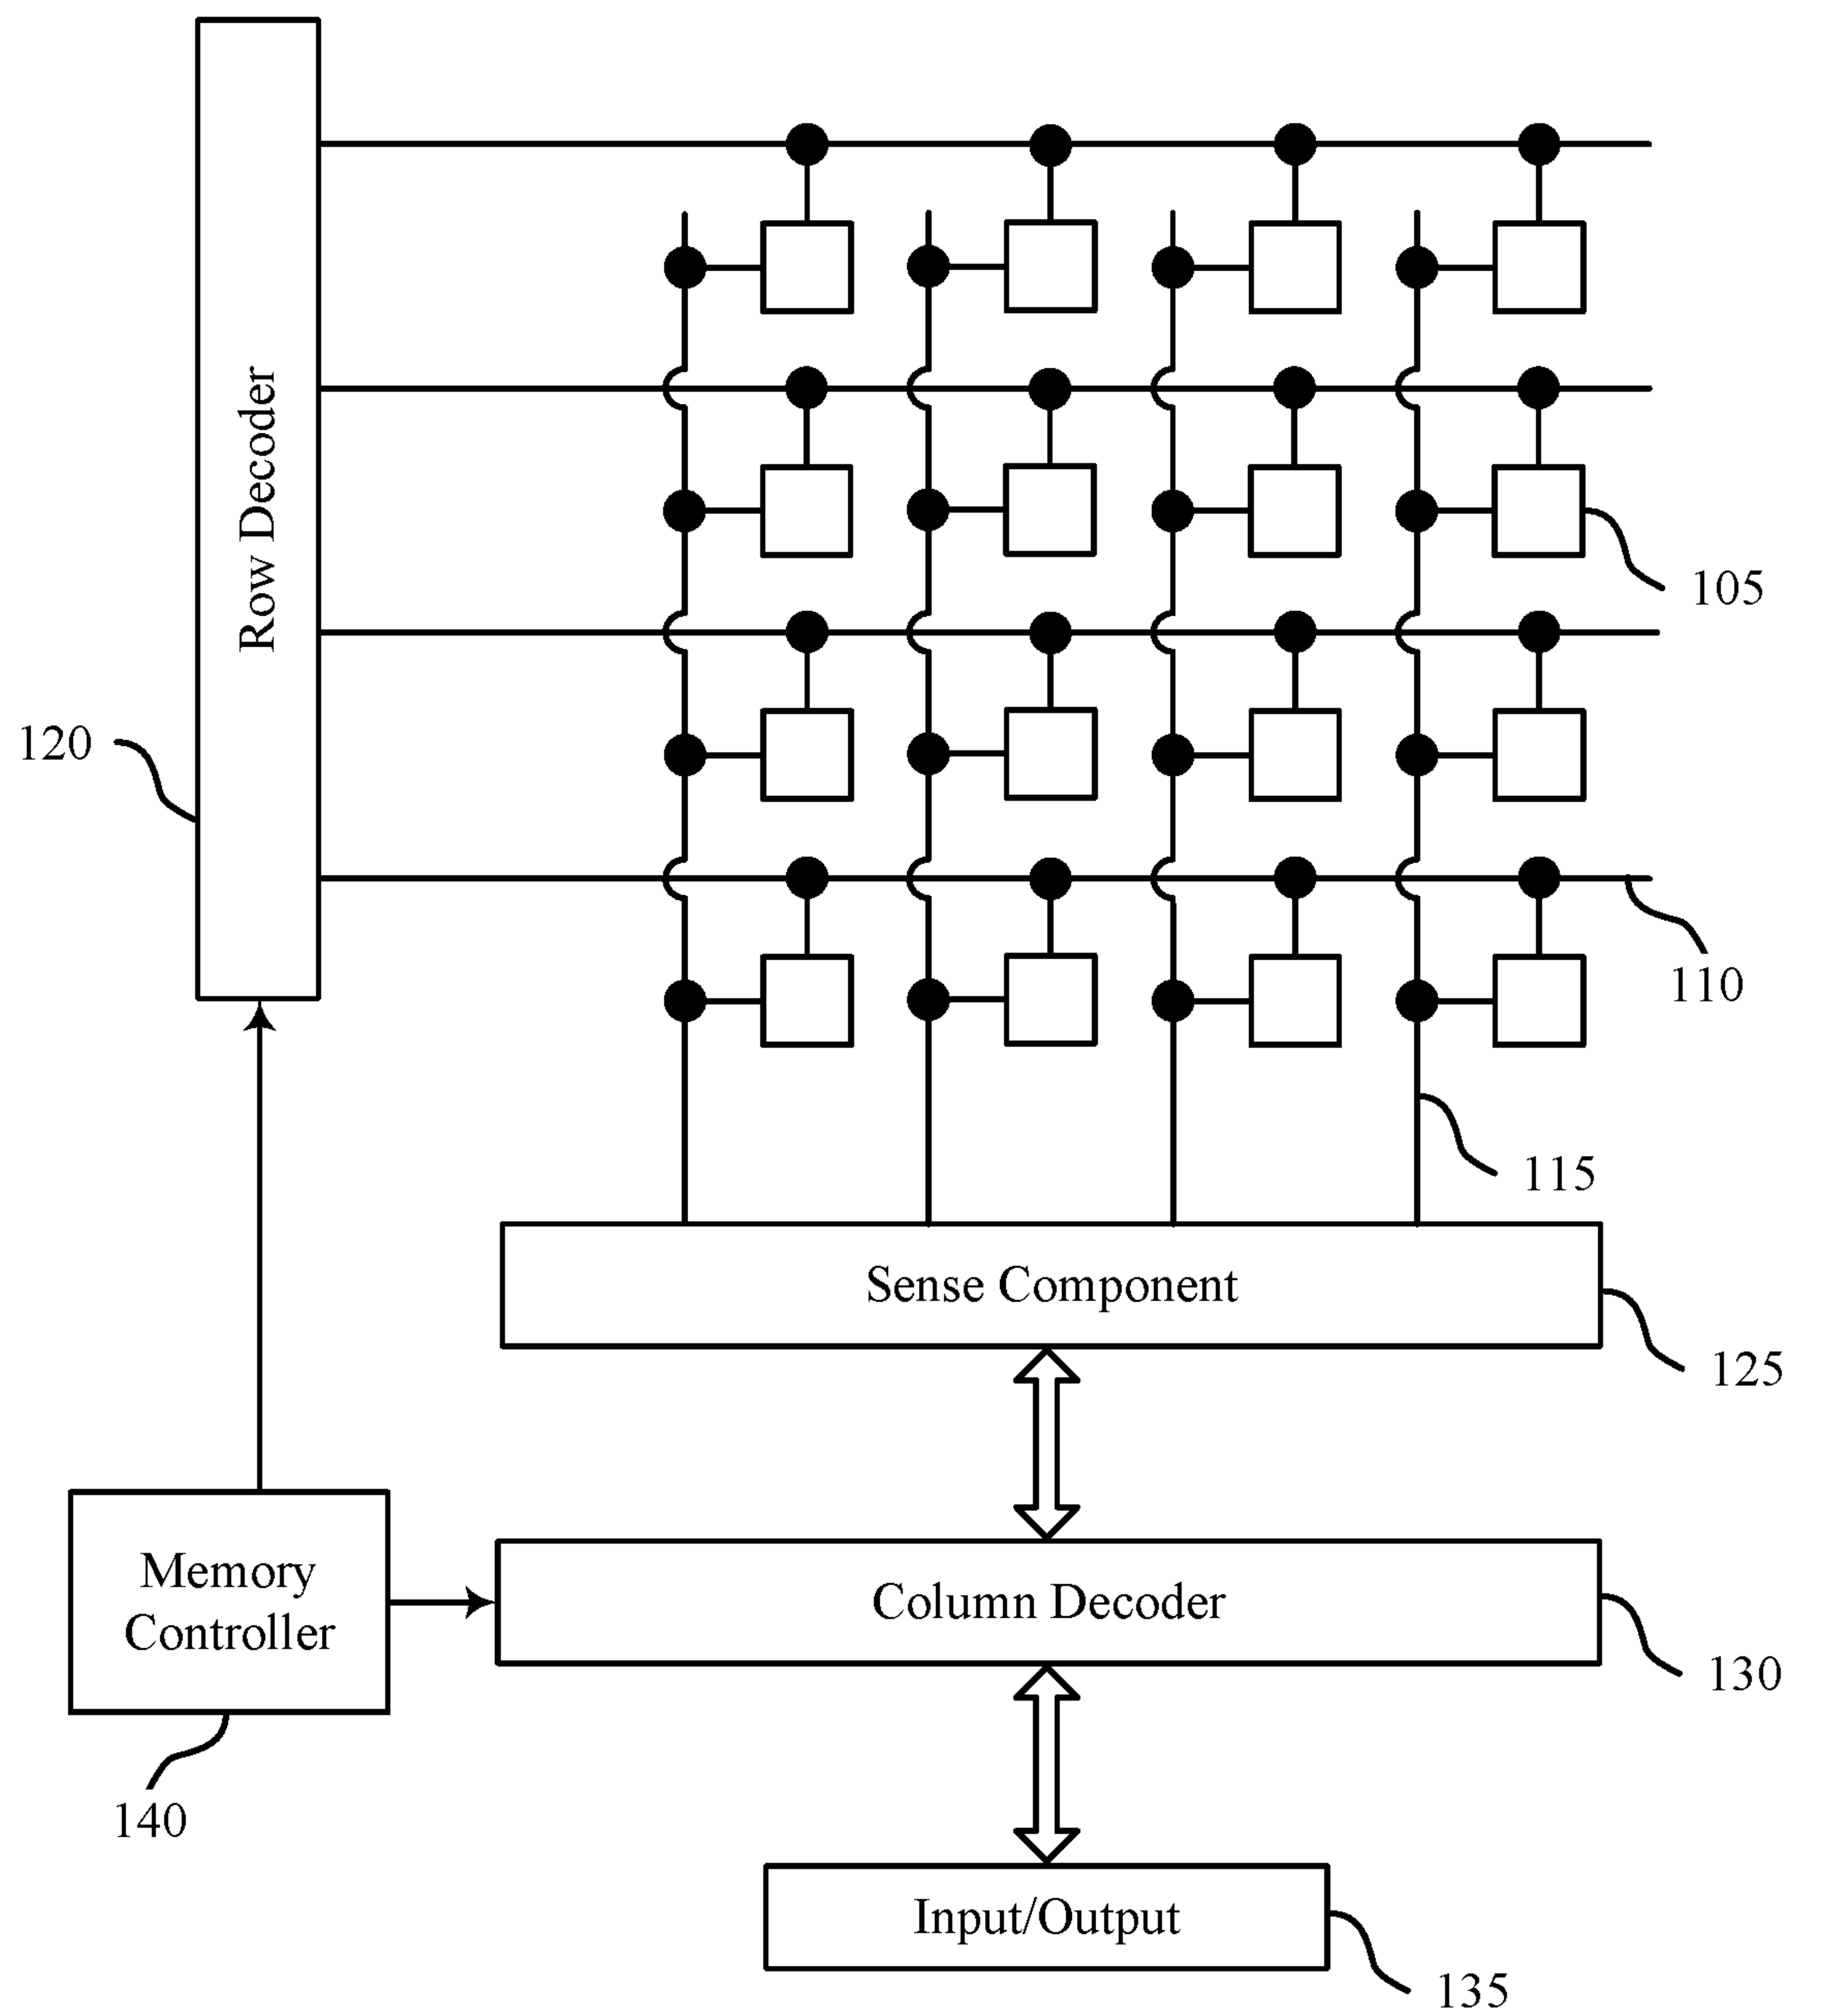 Row Decoder
105
120
110
115
Sense Component
125
Memory
Controller
Column Decoder
130
140
Input/Output
135